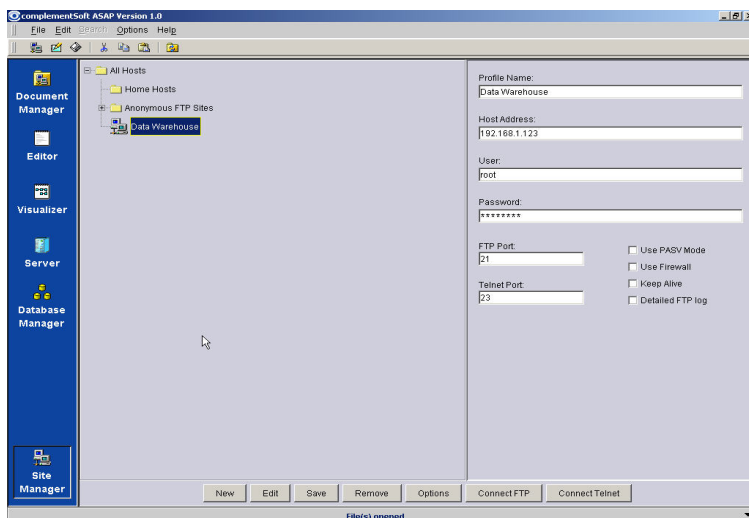 complementSoft ASAP Version 1.0
File Edit Search Options Help
Document
Manager
Editor
Visualizer
Server
Database
Manager
Site
Manager
All Hosts
Home Hosts
Anonymous FTP Sites
Data Warehouse
Profile Name:
Data Warehouse
Host Address:
192.168.1.123
User:
root
Password:
********
FTP Port:
21
Telnet Port:
23
Use PASV Mode
Use Firewall
Keep Alive
Detailed FTP log
New Edit Save Remove Options Connect FTP Connect Telnet
File(s) opened